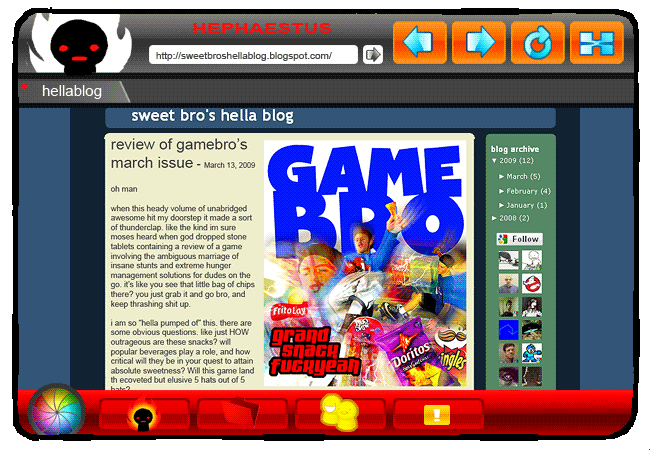 HEPHAESTUS
http://sweetbroshellablog.blogspot.com/
hellablog
sweet bro's hella blog
review of gamebro's
march issue - March 13, 2009
oh man
when this heady volume of unabridged
awesome hit my doorstep it made a sort
of thunderclap. like the kind im sure
moses heard when god dropped stone
tablets containing a review of a game
involving the ambiguous marriage of
insane stunts and extreme hunger
management solutions for dudes on the
go. it's like you see that little bag of chips
there? you just grab it and go bro, and
keep thrashing shit up.
i am so "hella pumped of" this. there are
some obvious questions. like just HOW
outrageous are these snacks? will
popular beverages play a role, and how
critical will they be in your quest to attain
absolute sweetness? Will this game land
th ecoveted but elusive 5 hats out of 5
hats?
GAME
BRO
fritoLay
grand
snack
fuckyeah
Doritos
ingles
blog archive
▼ 2009 (12)
► March (5)
► February (4)
► January (1)
► 2008 (2)
Follow